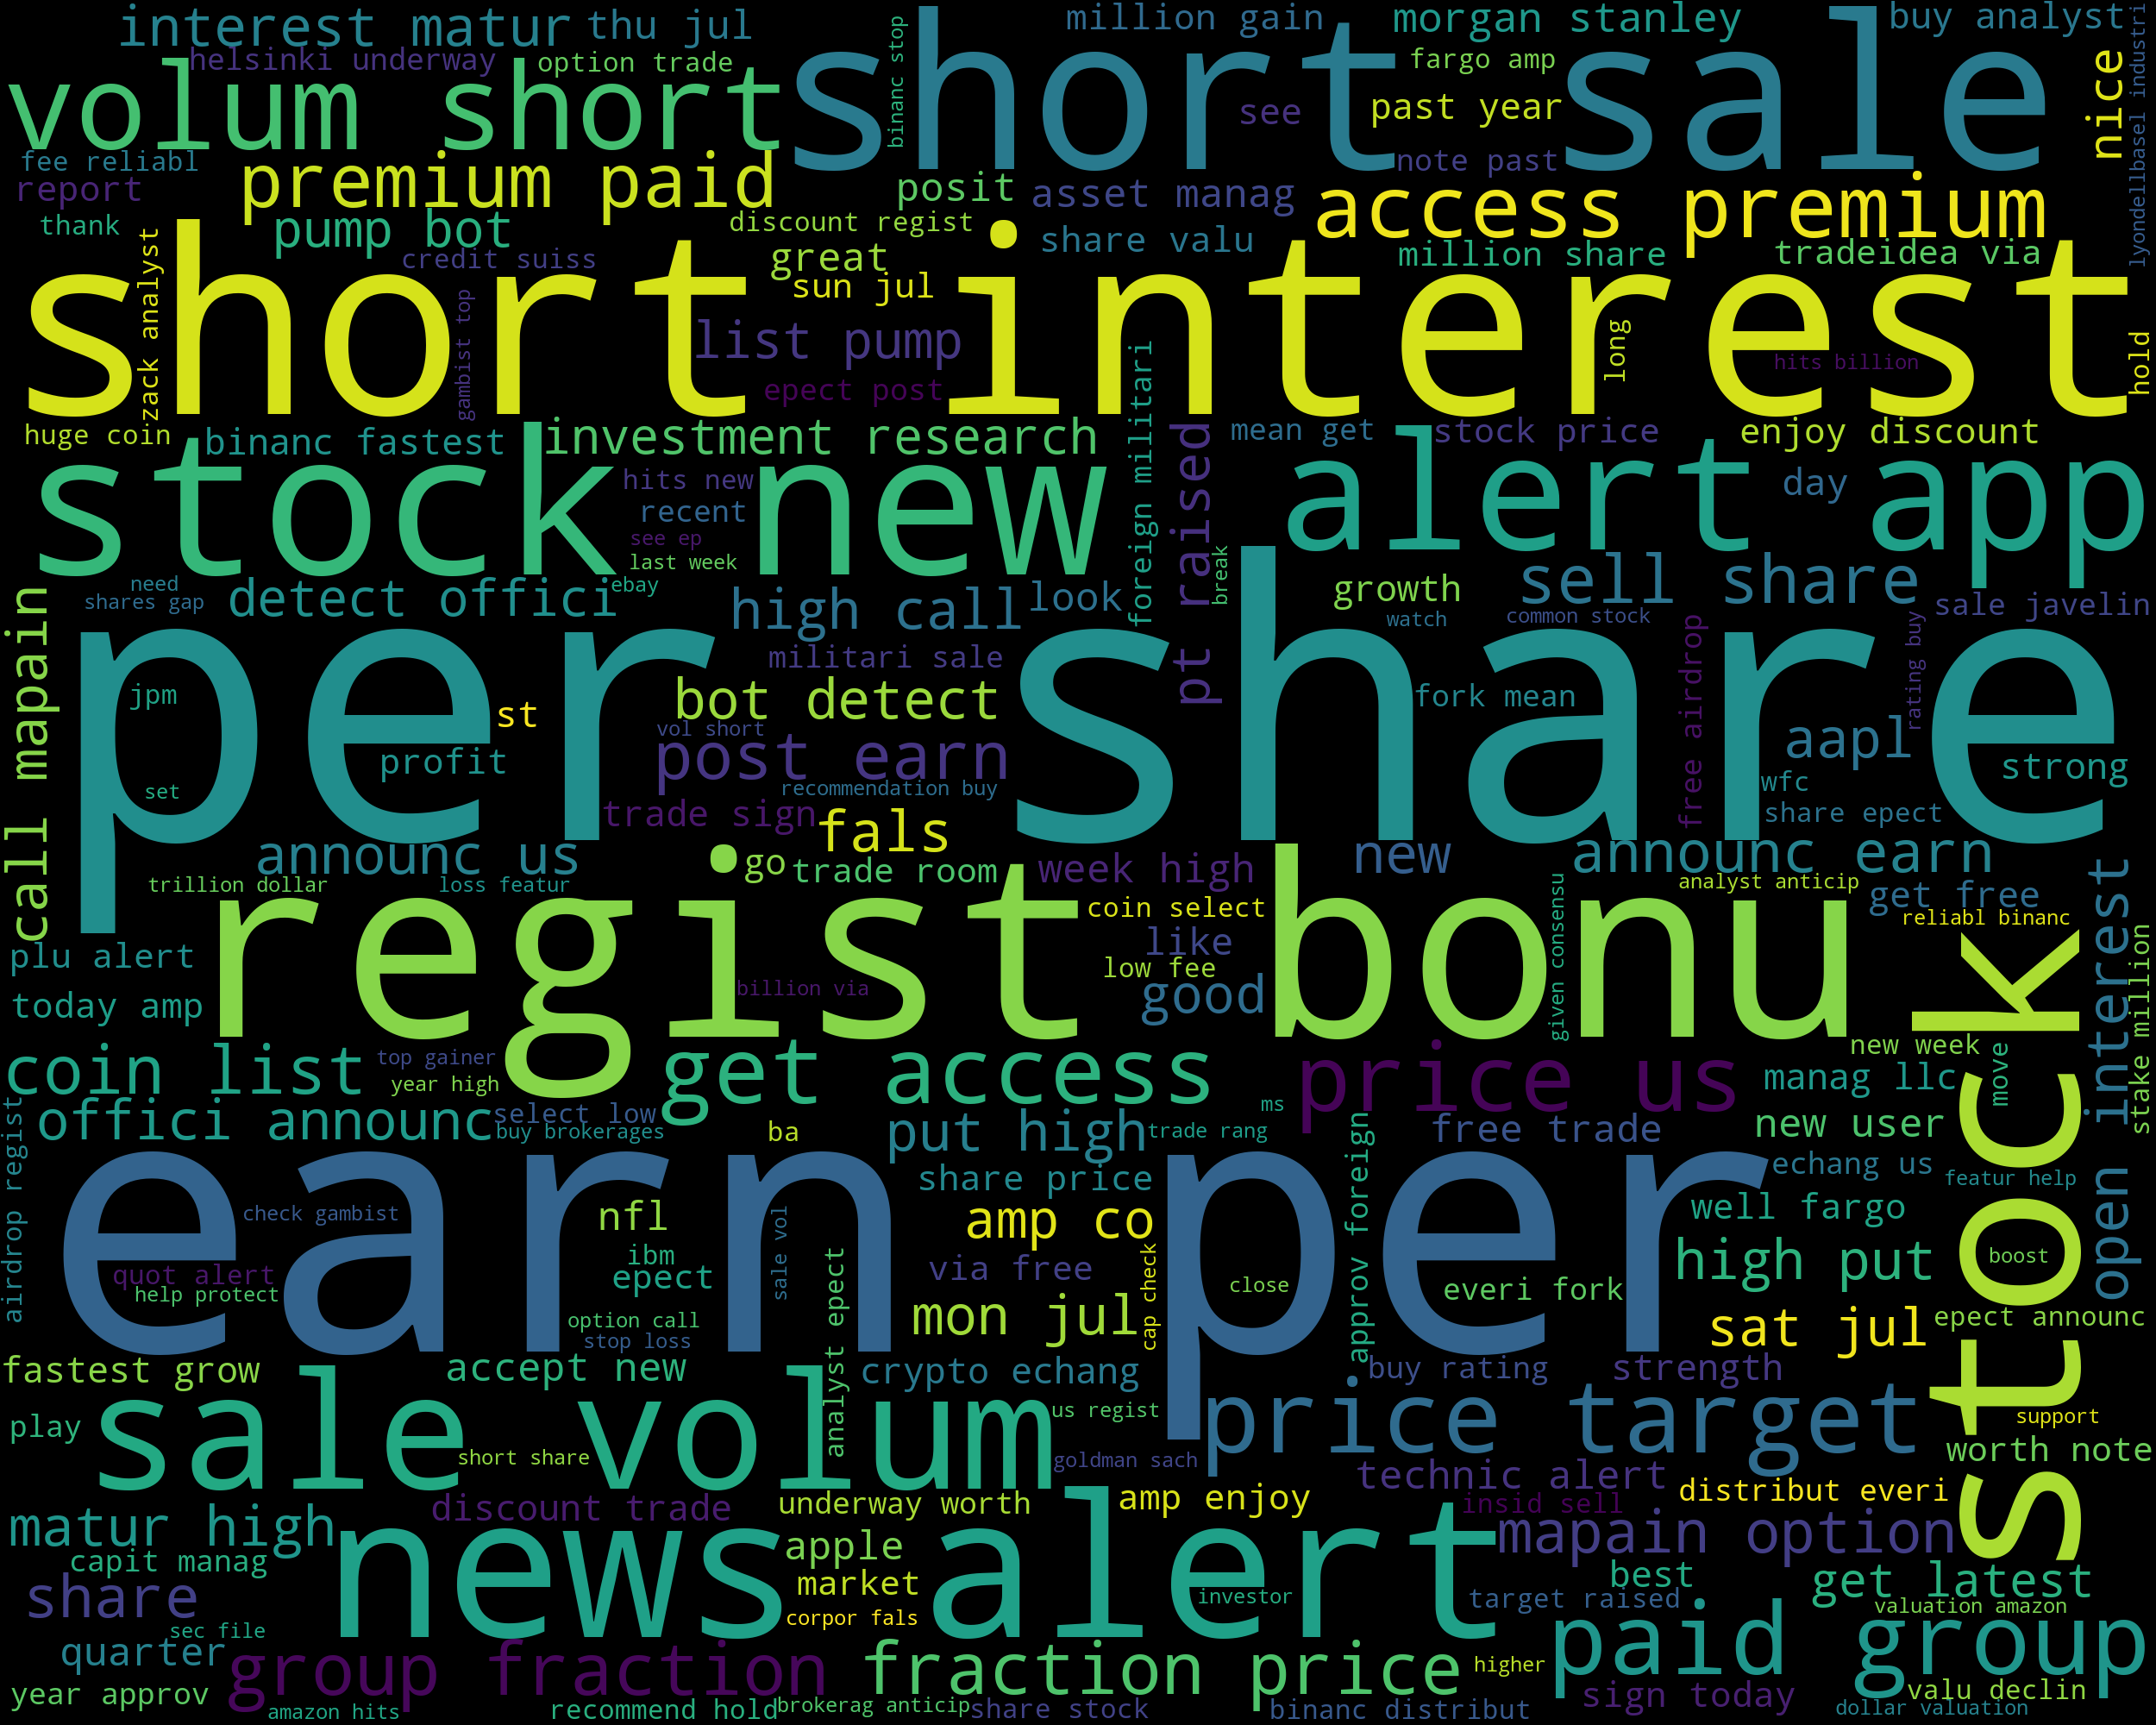 interest matur
thu jul
million gain
morgan stanley
buy analyst
helsinki underway
option trade
binanc stop
short sale
fargo amp
lyondellbasel industri
nice
volum short
see
past year
fee reliabl
note past
report
premium paid
posit
asset manag
access premium
thank
pump bot
discount regist
share valu
zack analyst
credit suiss
great
million share
tradeidea via
short interest
sun jul
gambist top
list pump
long
hold
hits billion
foreign militari
epect post
huge coin
binanc fastest
investment research
mean get
stock price
enjoy discount
stock new
hits new
pt raised
alert app
day
recent
see ep
last week
break
need
shares gap
detect offici
ebay
high call
look
growth
sell share
call mapain
watch
common stock
sale javelin
per share
militari sale
free airdrop
rating buy
jpm
st
bot detect
fork mean
vol short
aapl
profit
post earn
strong
set
recommendation buy
wfc
trade sign
fals
share epect
announc us
go
trade room
week high
new
announc earn
open interest
trillion dollar
loss featur
given consensu
analyst anticip
get free
regist bonu
coin select
reliabl binanc
stock
plu alert
like
low fee
stake million
today amp
billion via
good
coin list
top gainer
year high
get access
price us
new week
manag llc
move
airdrop regist
offici announc
select low
buy brokerages
ba
put high
ms
trade rang
approv foreign
free trade
new user
earn per
share price
echang us
featur help
check gambist
nfl
sale vol
amp co
well fargo
quot alert
ibm
epect
analyst epect
via free
cap check
close
high put
boost
help protect
everi fork
option call
stop loss
mon jul
sat jul
epect announc
fastest grow
accept new
crypto echang
buy rating
strength
play
sale volum
us regist
price target
support
short share
goldman sach
worth note
technic alert
matur high
discount trade
underway worth
amp enjoy
insid sell
distribut everi
news alert
capit manag
apple
mapain option
share
market
investor
best
get latest
target raised
sec file
corpor fals
valuation amazon
quarter
group fraction
fraction price
higher
paid group
year approv
amazon hits
recommend hold
brokerag anticip
share stock
binanc distribut
sign today
valu declin
dollar valuation